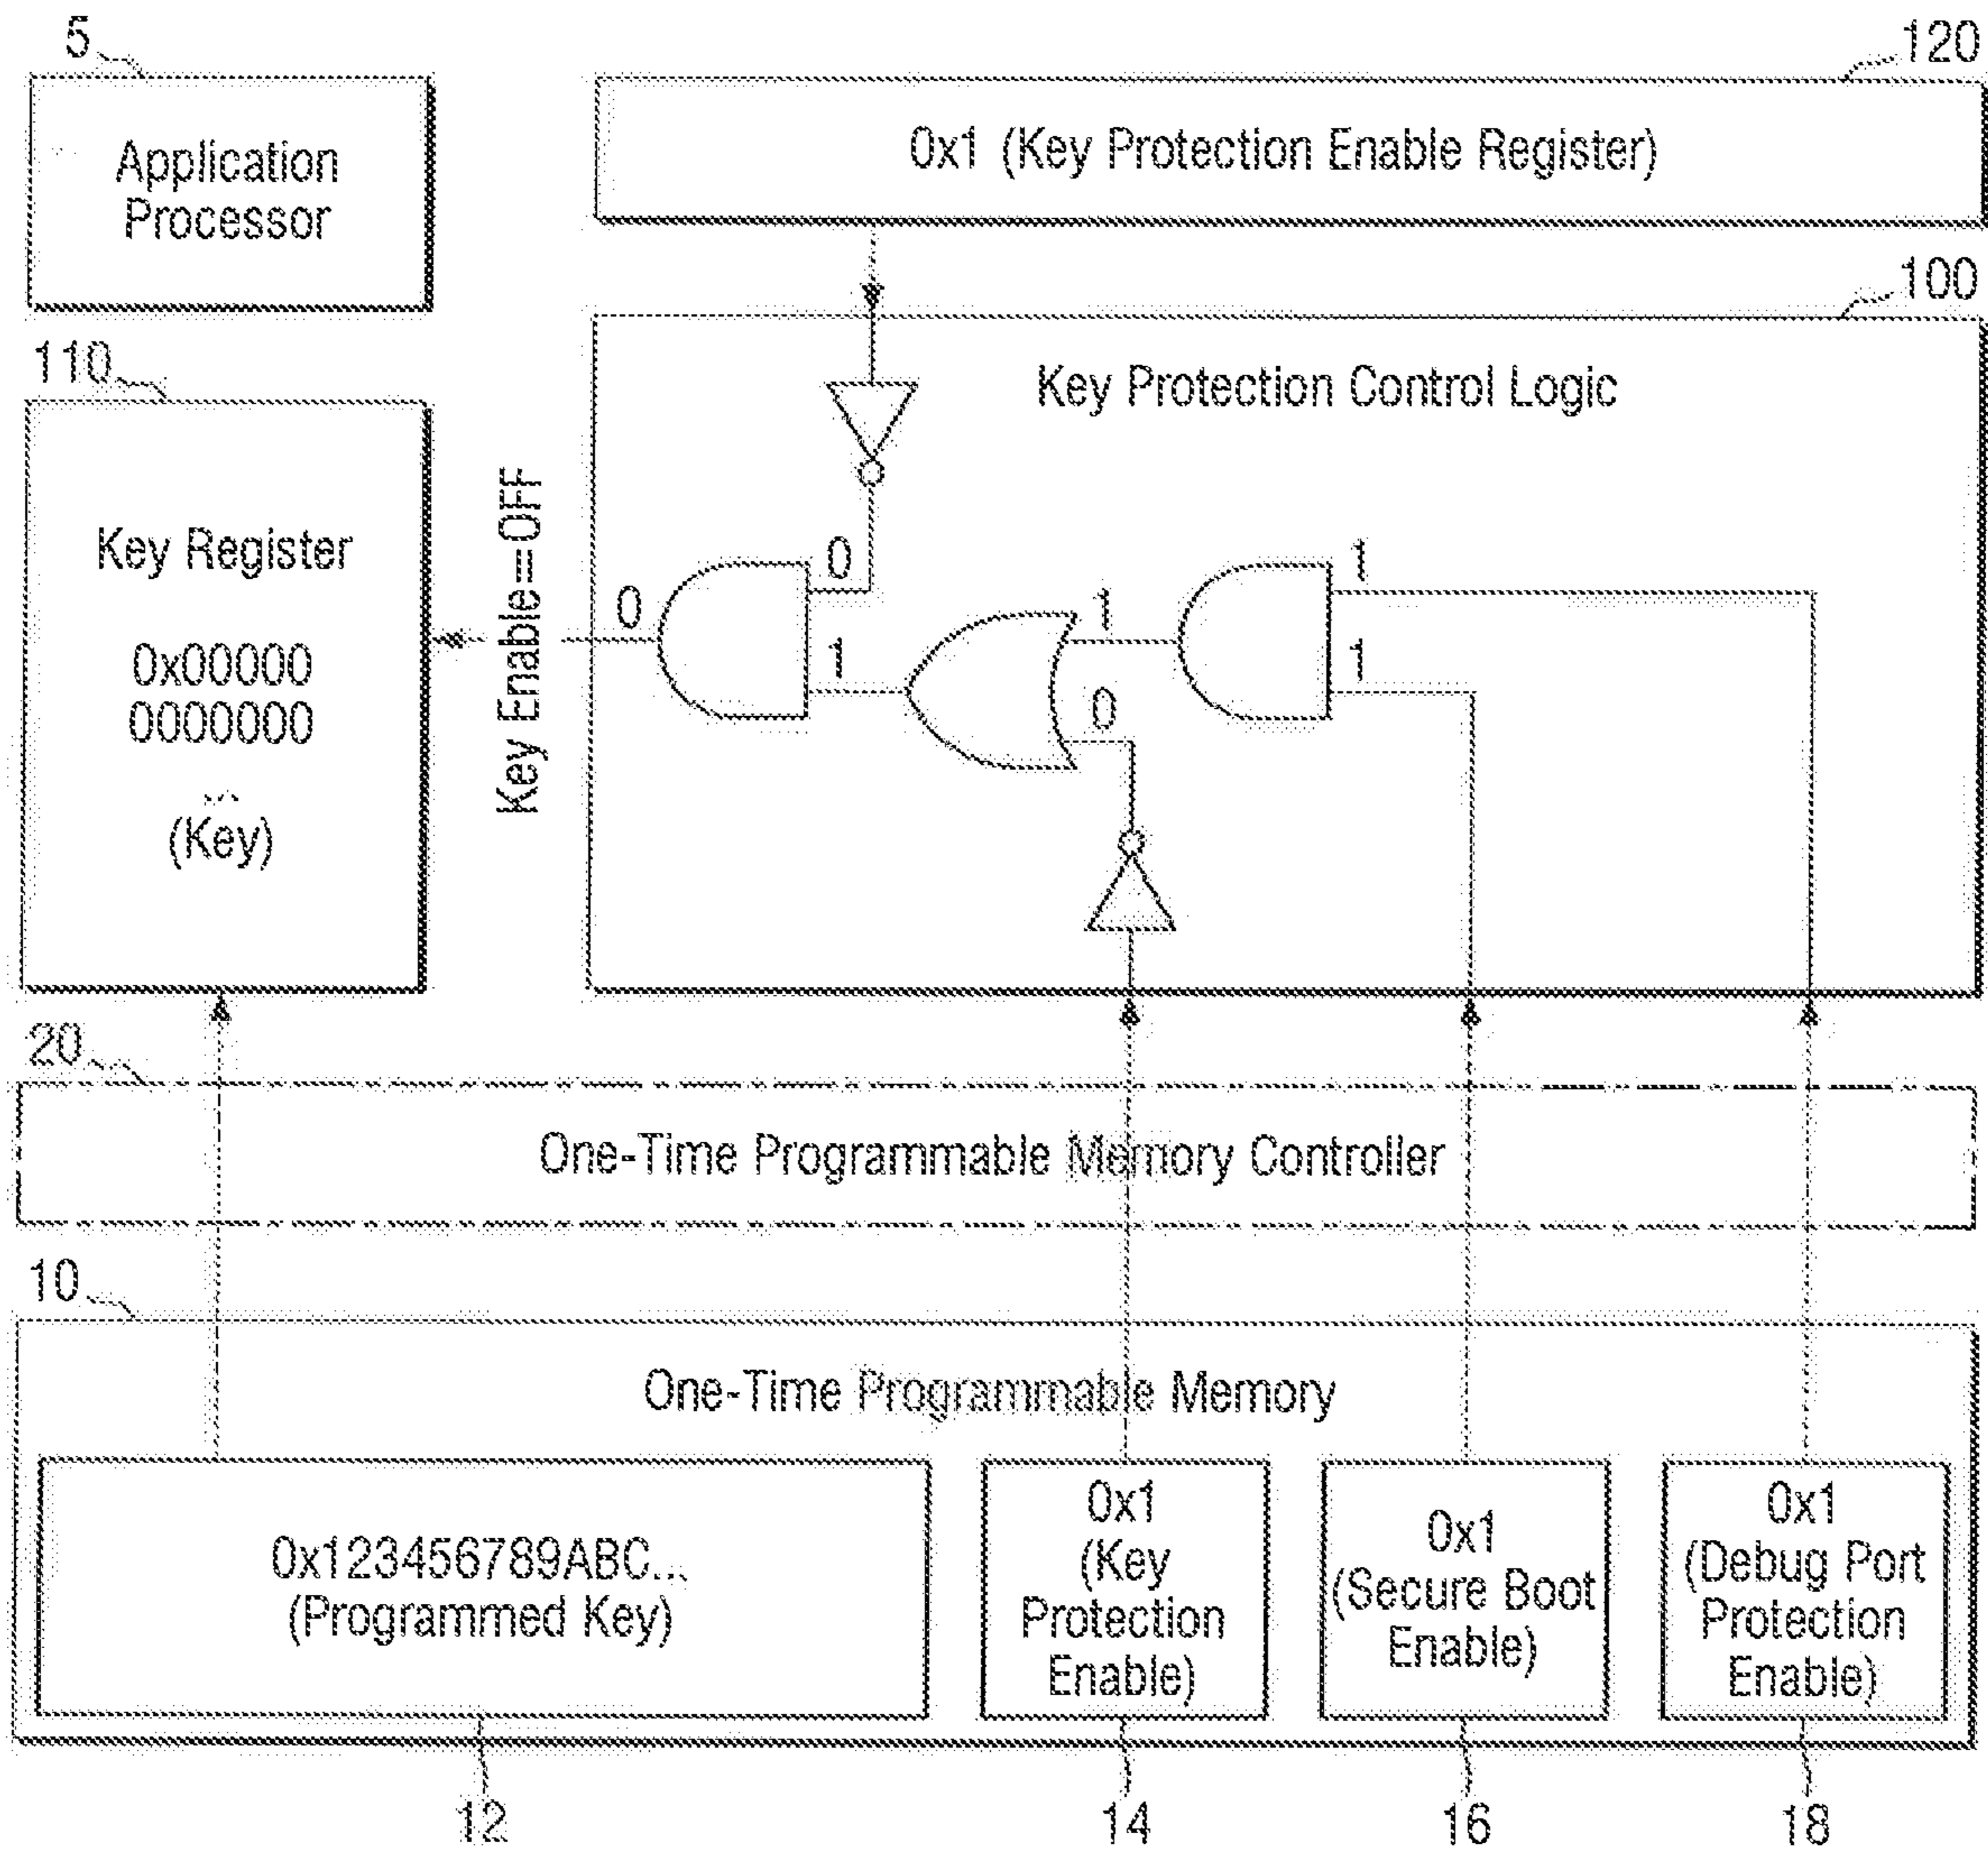 5
120
Application
Processor
0x1 (Key Protection Enable Register)
100
110
Key Protection Control Logic
Key Register
0x00000
0000000
...
(Key)
Key Enable=OFF
0
0
1
1
0
1
1
20
One-Time Programmable Memory Controller
10
One-Time Programmable Memory
0x123456789ABC...
(Programmed Key)
0x1
(Key
Protection
Enable)
0x1
(Secure Boot
Enable)
0x1
(Debug Port
Protection
Enable)
12
14
16
18